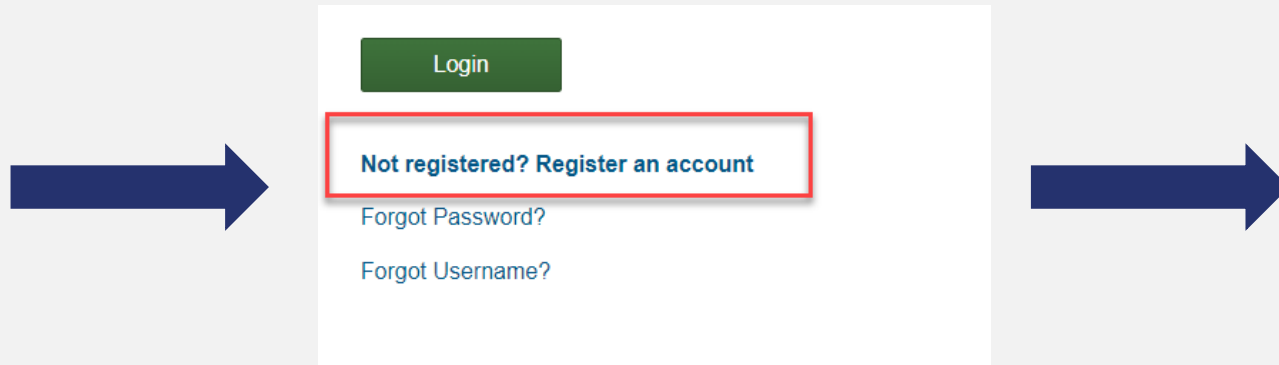 Login
Not registered? Register an account
Forgot Password?
Forgot Username?